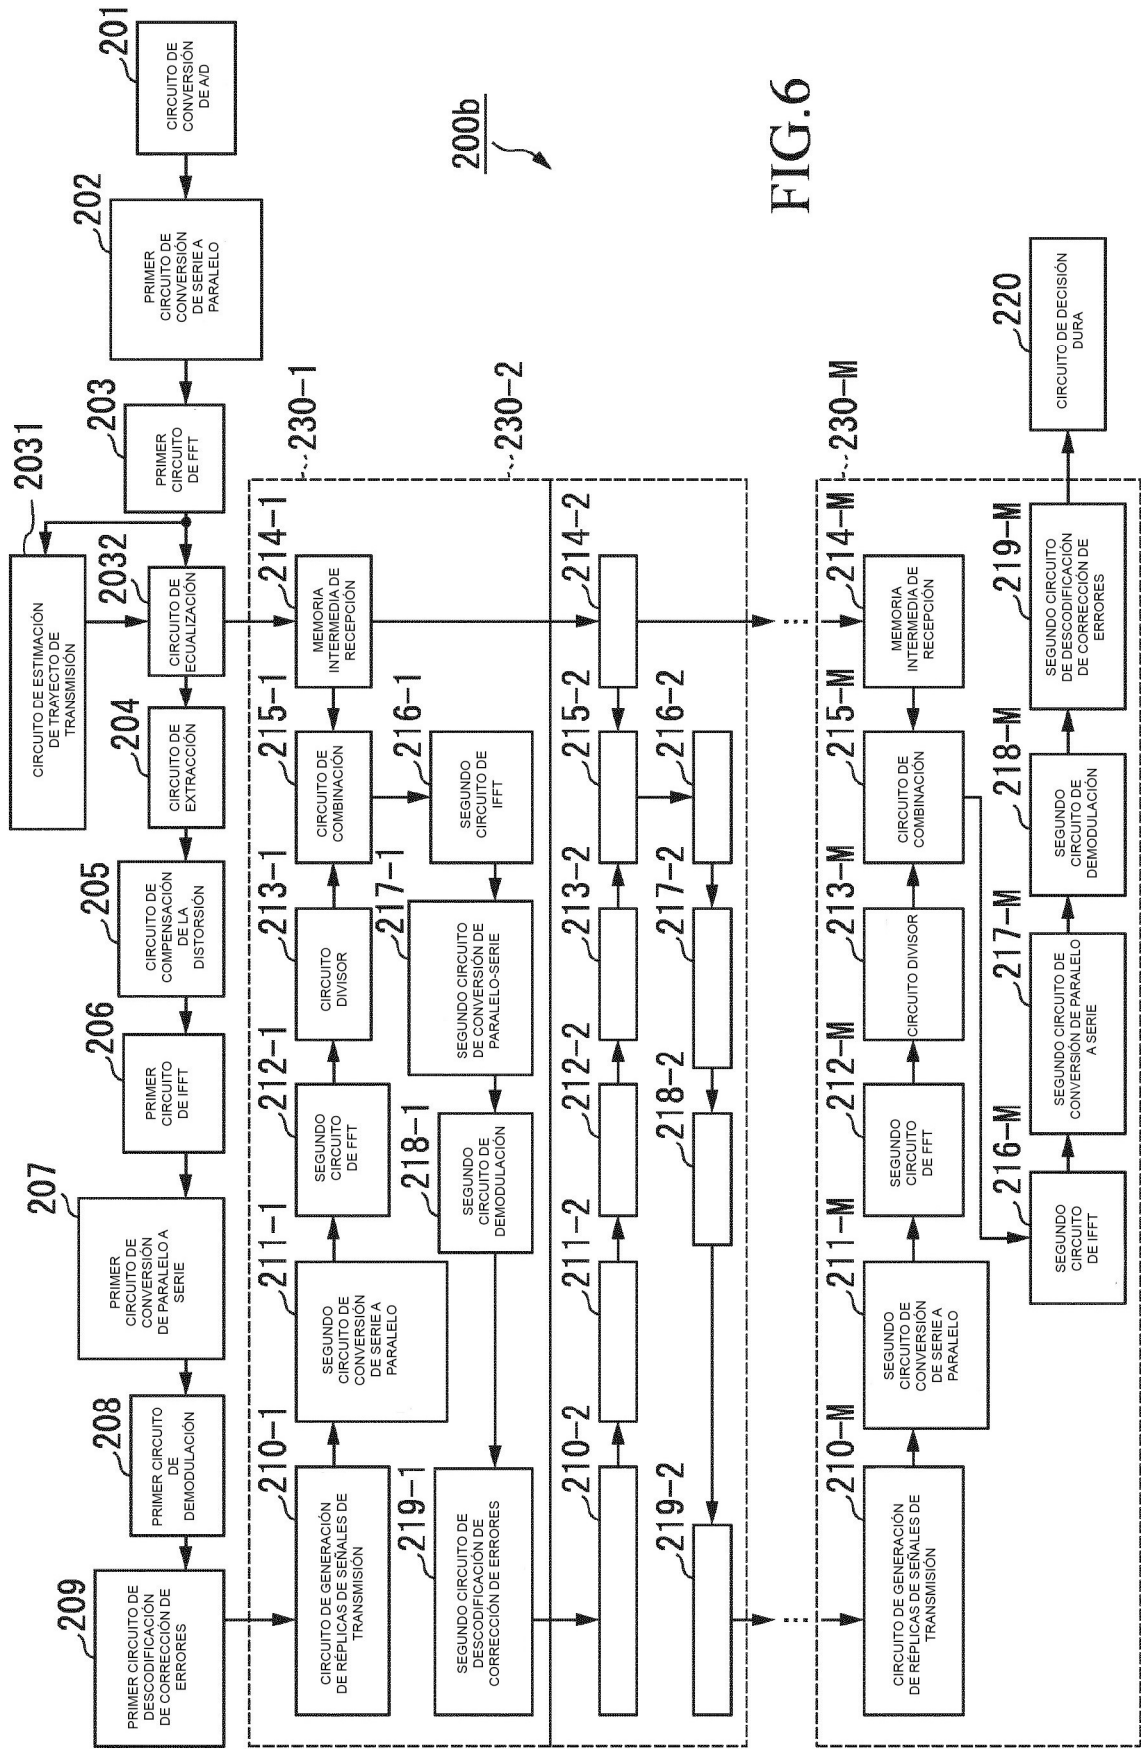 201
CIRCUITO DE
CONVERSIÓN
DE A/D
202
PRIMER
CIRCUITO DE
CONVERSIÓN
DE SERIE A
PARALELO
203
PRIMER
CIRCUITO
DE FFT
2031
CIRCUITO DE ESTIMACIÓN
DE TRAYECTO DE
TRANSMISIÓN
2032
CIRCUITO DE
ECUALIZACIÓN
204
CIRCUITO DE
EXTRACCIÓN
205
CIRCUITO DE
COMPENSACIÓN
DE LA
DISTORSIÓN
206
PRIMER
CIRCUITO
DE IFFT
207
PRIMER
CIRCUITO DE
CONVERSIÓN
DE PARALELO A
SERIE
208
PRIMER CIRCUITO
DE
DEMODULACIÓN
209
PRIMER CIRCUITO DE
DESCODIFICACIÓN
DE CORRECCIÓN DE
ERRORES
230-1
214-1
MEMORIA
INTERMEDIA DE
RECEPCIÓN
215-1
CIRCUITO DE
COMBINACIÓN
213-1
CIRCUITO
DIVISOR
212-1
SEGUNDO
CIRCUITO
DE FFT
211-1
SEGUNDO
CIRCUITO DE
CONVERSIÓN
DE SERIE A
PARALELO
210-1
CIRCUITO DE GENERACIÓN
DE RÉPLICAS DE SEÑALES DE
TRANSMISIÓN
216-1
SEGUNDO
CIRCUITO DE
IFFT
217-1
SEGUNDO CIRCUITO
DE CONVERSIÓN DE
PARALELO-SERIE
218-1
SEGUNDO
CIRCUITO DE
DEMODULACIÓN
219-1
SEGUNDO CIRCUITO DE
DESCODIFICACIÓN DE
CORRECCIÓN DE ERRORES
230-2
214-2
215-2
213-2
212-2
211-2
210-2
216-2
217-2
218-2
219-2
200b
FIG.6
230-M
214-M
MEMORIA
INTERMEDIA DE
RECEPCIÓN
215-M
CIRCUITO DE
COMBINACIÓN
213-M
CIRCUITO DIVISOR
212-M
SEGUNDO
CIRCUITO
DE FFT
211-M
SEGUNDO
CIRCUITO DE
CONVERSIÓN
DE SERIE A
PARALELO
210-M
CIRCUITO DE GENERACIÓN
DE RÉPLICAS DE SEÑALES DE
TRANSMISIÓN
216-M
SEGUNDO
CIRCUITO
DE IFFT
217-M
SEGUNDO CIRCUITO DE
CONVERSIÓN DE PARALELO
A SERIE
218-M
SEGUNDO
CIRCUITO DE
DEMODULACIÓN
219-M
SEGUNDO CIRCUITO
DE DESCODIFICACIÓN
DE CORRECCIÓN DE
ERRORES
220
CIRCUITO DE DECISIÓN
DURA